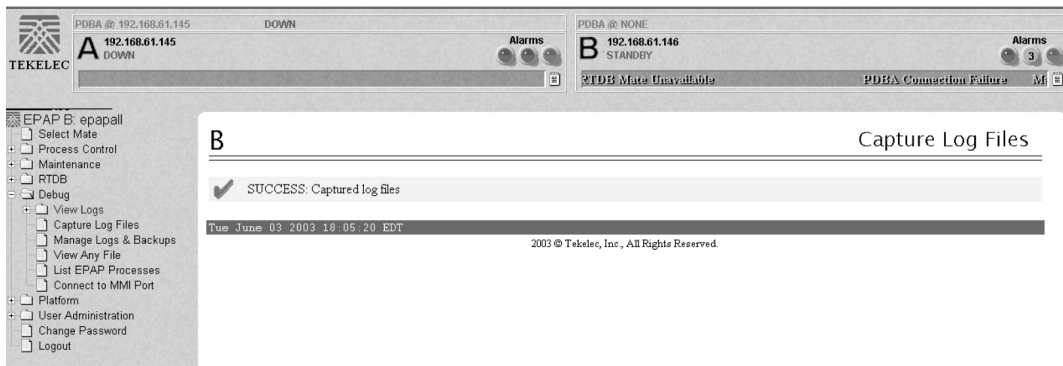 PDBA @ 192.168.61.145 DOWN
PDBA @ NONE
TEKELEC
A 192.168.61.145
DOWN
Alarms
B 192.168.61.146
STANDBY
Alarms
3
RTDB Mate Unavailable PDBA Connection Failure
EPAP B: epapall
Select Mate
Process Control
Maintenance
RTDB
Debug
View Logs
Capture Log Files
Manage Logs & Backups
View Any File
List EPAP Processes
Connect to MMI Port
Platform
User Administration
Change Password
Logout
B Capture Log Files
SUCCESS: Captured log files
Tue June 03 2003 18:05:20 EDT
2003 © Tekelec, Inc., All Rights Reserved.